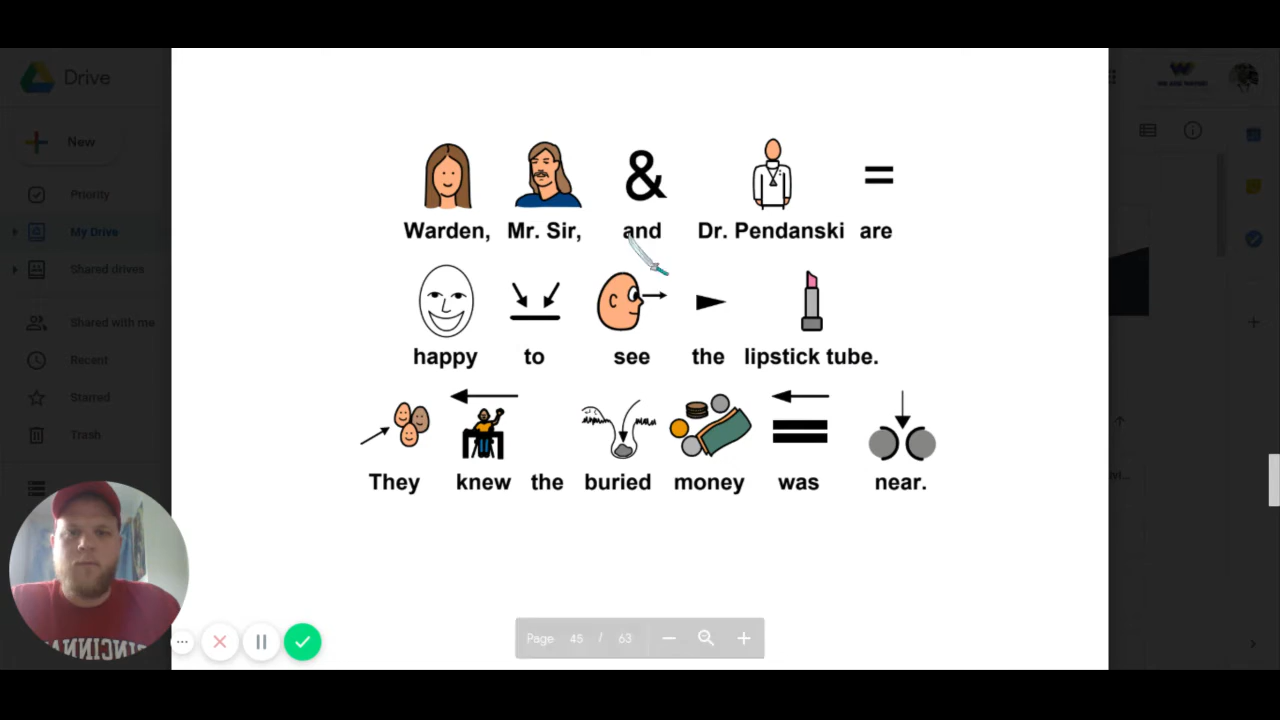 Drive
New
Priority
My Drive
Shared drives
Shared with me
Recent
Starred
Trash
&
=
Warden, Mr. Sir, and Dr. Pendanski are
happy to see the lipstick tube.
They knew the buried money was near.
Page 45 / 63